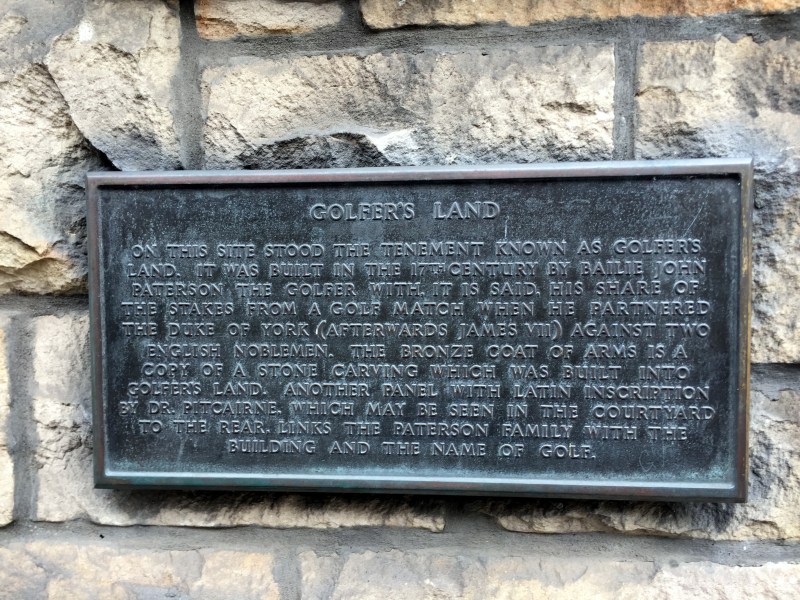 GOLFER'S LAND
ON THIS SITE STOOD THE TENEMENT KNOWN AS GOLFER'S
LAND. IT WAS BUILT IN THE 17TH CENTURY BY BAILIE JOHN
PATERSON THE GOLFER WITH, IT IS SAID, HIS SHARE OF
THE STAKES FROM A GOLF MATCH WHEN HE PARTNERED
THE DUKE OF YORK (AFTERWARDS JAMES VII) AGAINST TWO
ENGLISH NOBLEMEN. THE BRONZE COAT OF ARMS IS A
COPY OF A STONE CARVING WHICH WAS BUILT INTO
GOLFER'S LAND. ANOTHER PANEL WITH LATIN INSCRIPTION
BY DR. PITCAIRNE, WHICH MAY BE SEEN IN THE COURTYARD
TO THE REAR, LINKS THE PATERSON FAMILY WITH THE
BUILDING AND THE NAME OF GOLF.